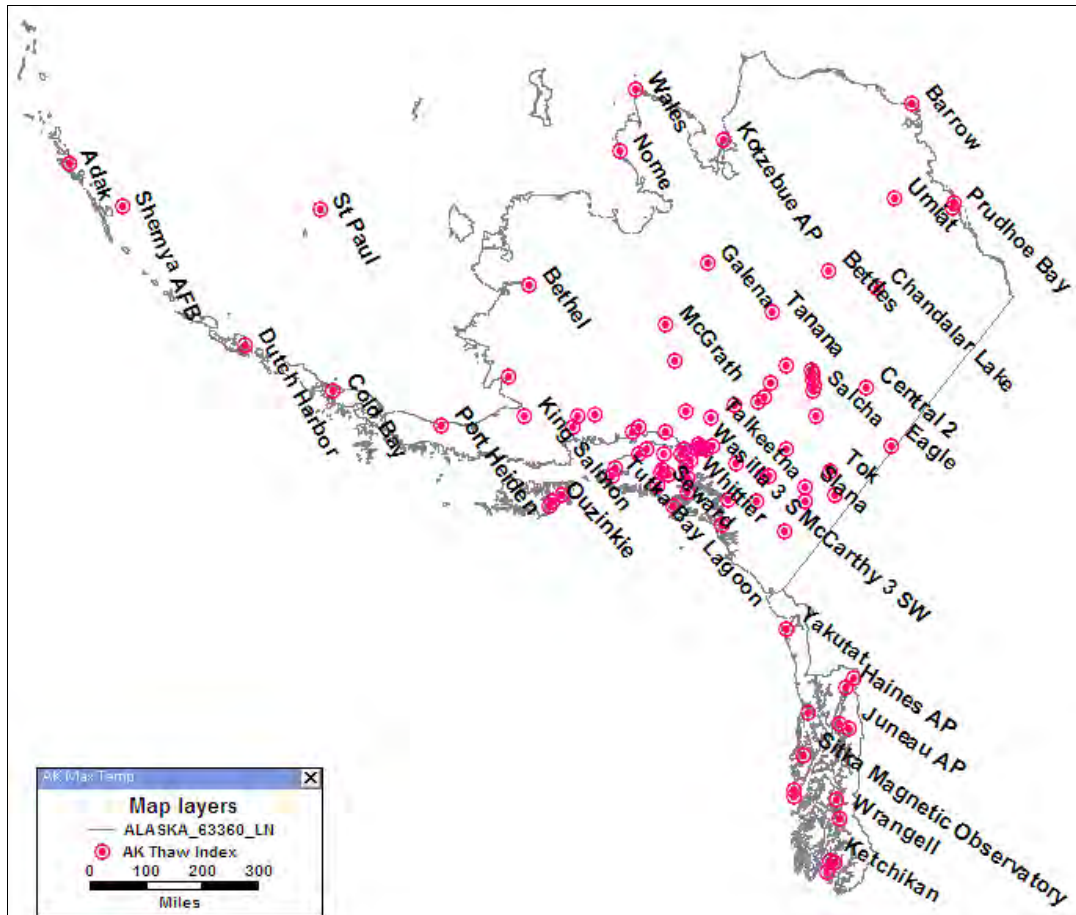 Wales
Barrow
Kotzebue AP
Nome
Adak
Shemya AFB
St Paul
Umiat
Prudhoe Bay
Bethel
Galena
Bettles
Chandalar Lake
Tanana
McGrath
Dutch Harbor
Cold Bay
Salcha
Central 2
Port Heiden
King Salmon
Talkeetna
Eagle
Wasilla 3 S
Tok
Slana
Whittier
Seward
Tutka Bay Lagoon
Ouzinkie
McCarthy 3 SW
Yakutat
Haines AP
Juneau AP
Sitka Magnetic Observatory
Wrangell
Ketchikan
AK Max Temp
Map layers
ALASKA_63360_LN
AK Thaw Index
0 100 200 300
Miles